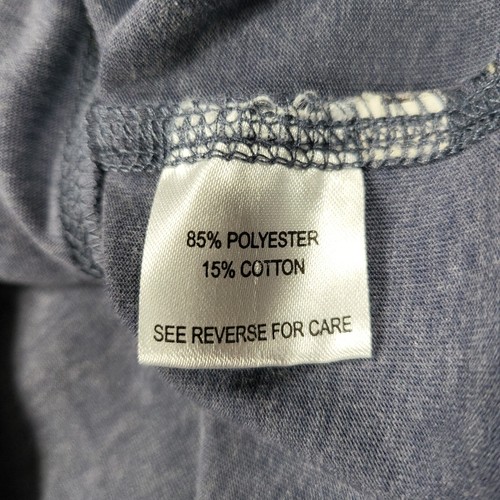 85% POLYESTER
15% COTTON
SEE REVERSE FOR CARE